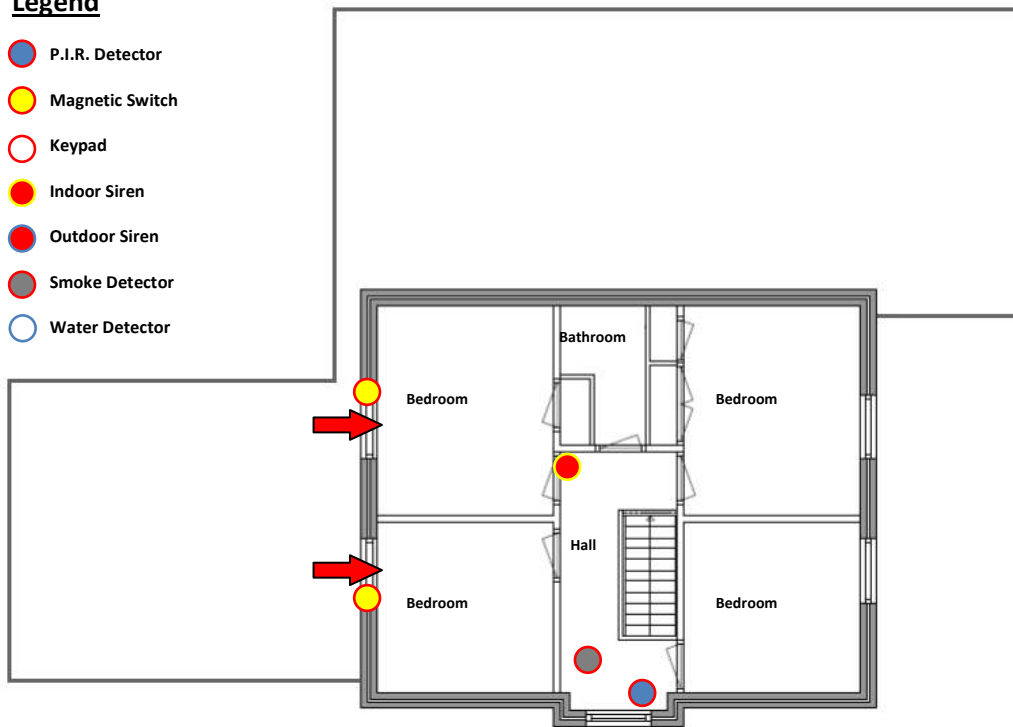 Legend
P.I.R. Detector
Magnetic Switch
Keypad
Indoor Siren
Outdoor Siren
Smoke Detector
Water Detector
Bathroom
Bedroom
Bedroom
Hall
Bedroom
Bedroom